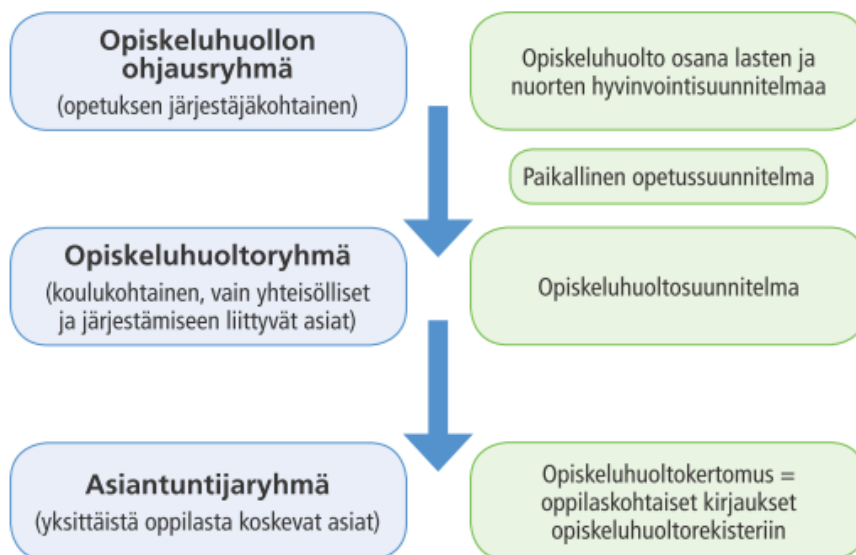 Opiskeluhuollon
ohjausryhmä
(opetuksen järjestäjäkohtainen)
Opiskeluhuolto osana lasten ja
nuorten hyvinvointisuunnitelmaa
Paikallinen opetussuunnitelma
Opiskeluhuoltoryhmä
(koulukohtainen, vain yhteisölliset
ja järjestämiseen liittyvät asiat)
Opiskeluhuoltosuunnitelma
Asiantuntijaryhmä
(yksittäistä oppilasta koskevat asiat)
Opiskeluhuoltokertomus =
oppilaskohtaiset kirjaukset
opiskeluhuoltorekisteriin